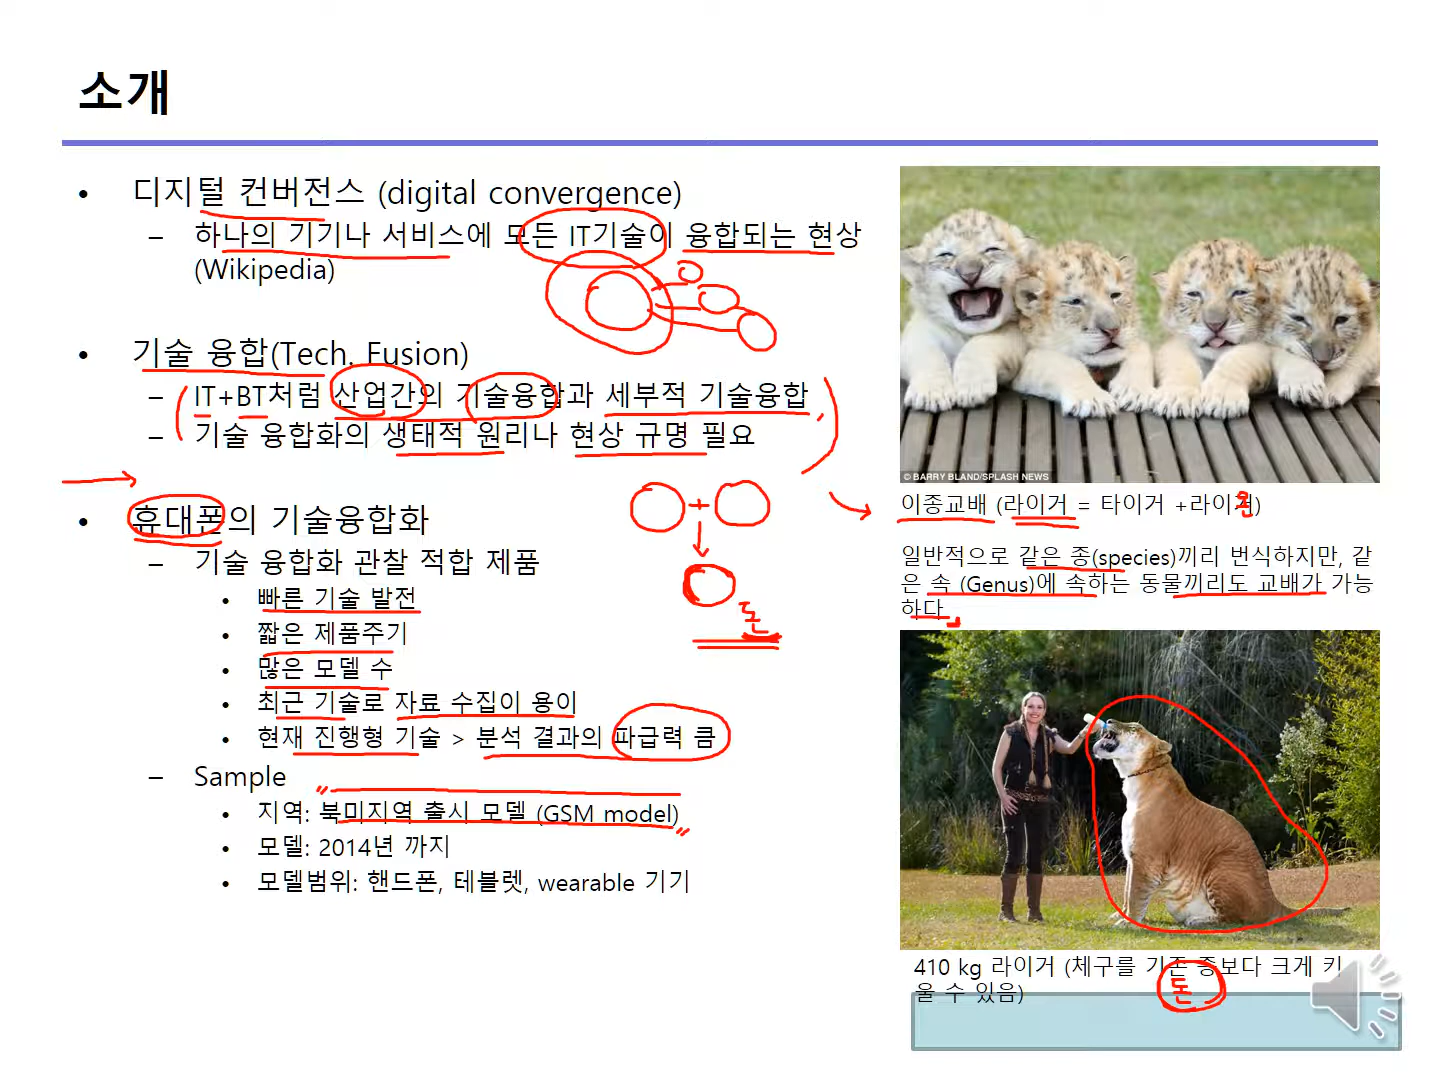 소개
• 디지털 컨버전스 (digital convergence)
– 하나의 기기나 서비스에 모든 IT기술이 융합되는 현상
(Wikipedia)
• 기술 융합(Tech. Fusion)
– IT+BT처럼 산업간의 기술융합과 세부적 기술융합
– 기술 융합화의 생태적 원리나 현상 규명 필요
• 휴대폰의 기술융합화
– 기술 융합화 관찰 적합 제품
• 빠른 기술 발전
• 짧은 제품주기
• 많은 모델 수
• 최근 기술로 자료 수집이 용이
• 현재 진행형 기술 > 분석 결과의 파급력 큼
– Sample
• 지역: 북미지역 출시 모델 (GSM model)
• 모델: 2014년 까지
• 모델범위: 핸드폰, 테블렛, wearable 기기
+
돈
© BARRY BLAND/SPLASH NEWS
이종교배 (라이거 = 타이거 +라이온)
일반적으로 같은 종(species)끼리 번식하지만, 같
은 속 (Genus)에 속하는 동물끼리도 교배가 가능
하다.
410 kg 라이거 (체구를 기존 종보다 크게 키
울 수 있음)
돈